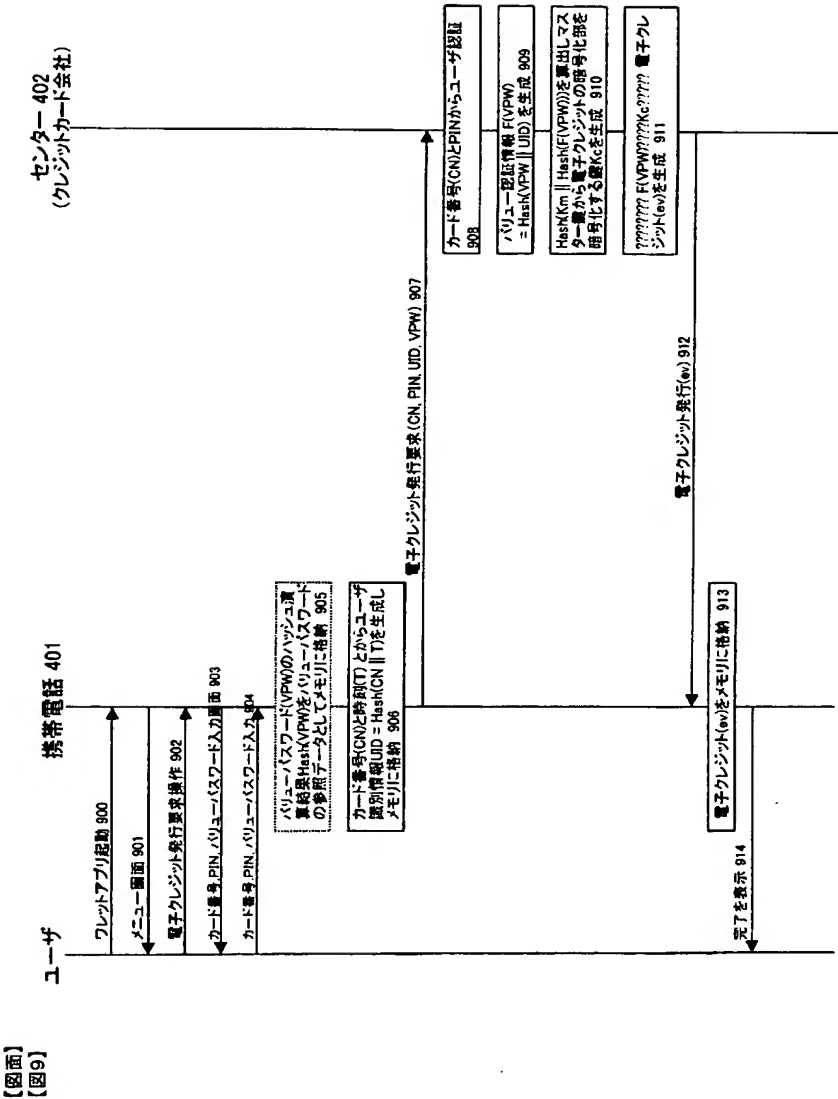 【図面】
【図9】
ユーザ
携帯電話 401
センター 402
(クレジットカード会社)
ワレットアプリ起動 900
メニュー画面 901
電子クレジット発行要求操作 902
カード番号,PIN,バリューパスワード入力画面 903
カード番号,PIN,バリューパスワード入力 904
バリューパスワード(VPW)のハッシュ演
算結果Hash(VPW)をバリューパスワード
の参照データとしてメモリに格納 905
カード番号(CN)と時刻(T)とからユーザ
識別情報UID = Hash(CN || T)を生成し
メモリに格納 906
電子クレジット発行要求(CN, PIN, UID, VPW) 907
カード番号(CN)とPINからユーザ認証
908
バリュー認証情報 F(VPW)
= Hash(VPW || UID) を生成 909
Hash(Km || Hash(F(VPW)))を算出しマス
ター鍵から電子クレジットの暗号化部を
暗号化する鍵Kcを生成 910
???????? F(VPW)?????Kc????? 電子クレ
ジット(ev)を生成 911
電子クレジット発行(ev) 912
電子クレジット(ev)をメモリに格納 913
完了を表示 914